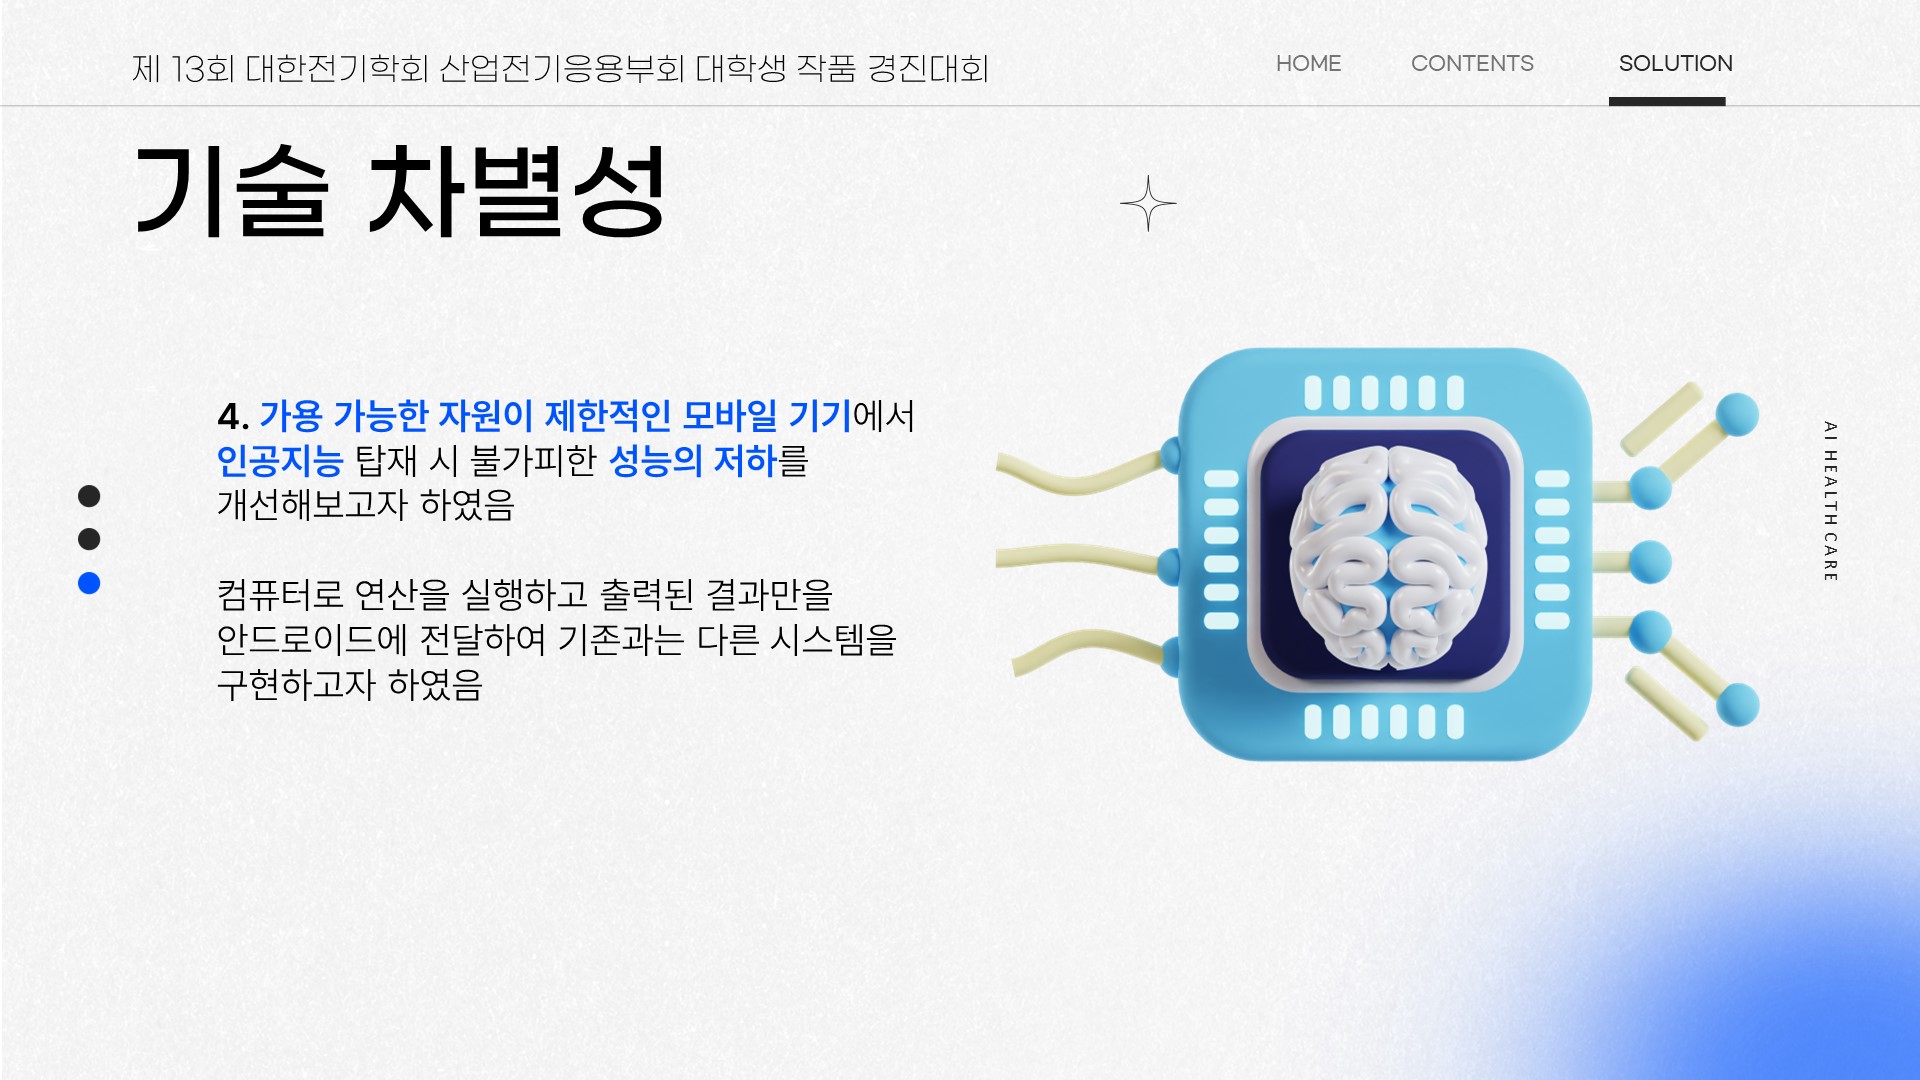 제 13회 대한전기학회 산업전기응용부회 대학생 작품 경진대회
HOME
CONTENTS
SOLUTION
기술 차별성
4. 가용 가능한 자원이 제한적인 모바일 기기에서
인공지능 탑재 시 불가피한 성능의 저하를
개선해보고자 하였음
컴퓨터로 연산을 실행하고 출력된 결과만을
안드로이드에 전달하여 기존과는 다른 시스템을
구현하고자 하였음
AI HEALTH CARE